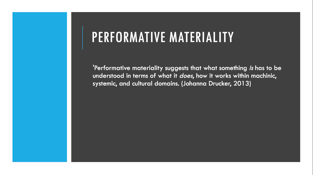 PERFORMATIVE MATERIALITY
'Performative materiality suggests that what something is has to be
understood in terms of what it does, how it works within machinic,
systemic, and cultural domains. (Johanna Drucker, 2013)